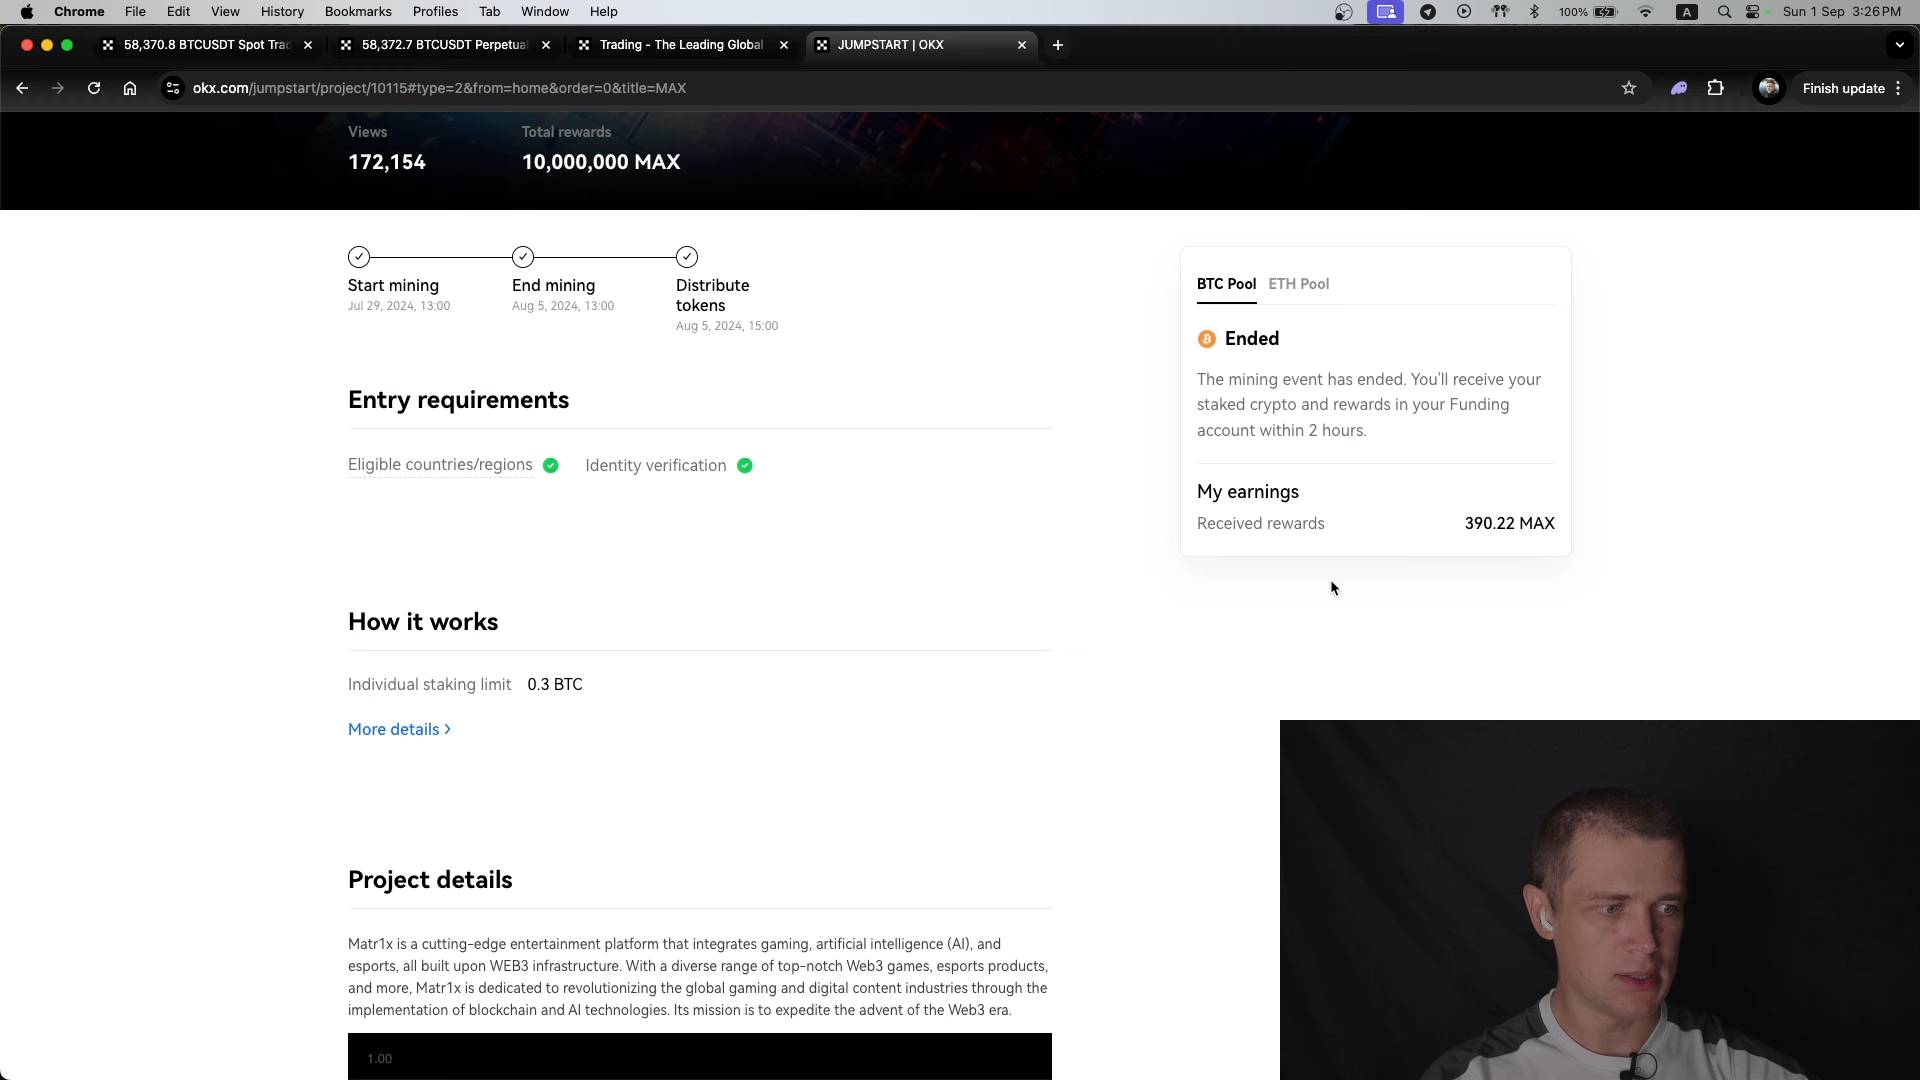 Chrome File Edit View History Bookmarks Profiles Tab Window Help 100% A Sun 1 Sep 3:26 PM
58,370.8 BTCUSDT Spot Trac 58,372.7 BTCUSDT Perpetua Trading - The Leading Global JUMPSTART | OKX
okx.com/jumpstart/project/10115#type=2&from=home&order=0&title=MAX Finish update
Views Total rewards
172,154 10,000,000 MAX
Start mining End mining Distribute tokens
Jul 29, 2024, 13:00 Aug 5, 2024, 13:00 Aug 5, 2024, 15:00
BTC Pool ETH Pool
Ended
The mining event has ended. You'll receive your
staked crypto and rewards in your Funding
account within 2 hours.
My earnings
Received rewards 390.22 MAX
Entry requirements
Eligible countries/regions Identity verification
How it works
Individual staking limit 0.3 BTC
More details >
Project details
Matr1x is a cutting-edge entertainment platform that integrates gaming, artificial intelligence (AI), and
esports, all built upon WEB3 infrastructure. With a diverse range of top-notch Web3 games, esports products,
and more, Matr1x is dedicated to revolutionizing the global gaming and digital content industries through the
implementation of blockchain and AI technologies. Its mission is to expedite the advent of the Web3 era.
1.00